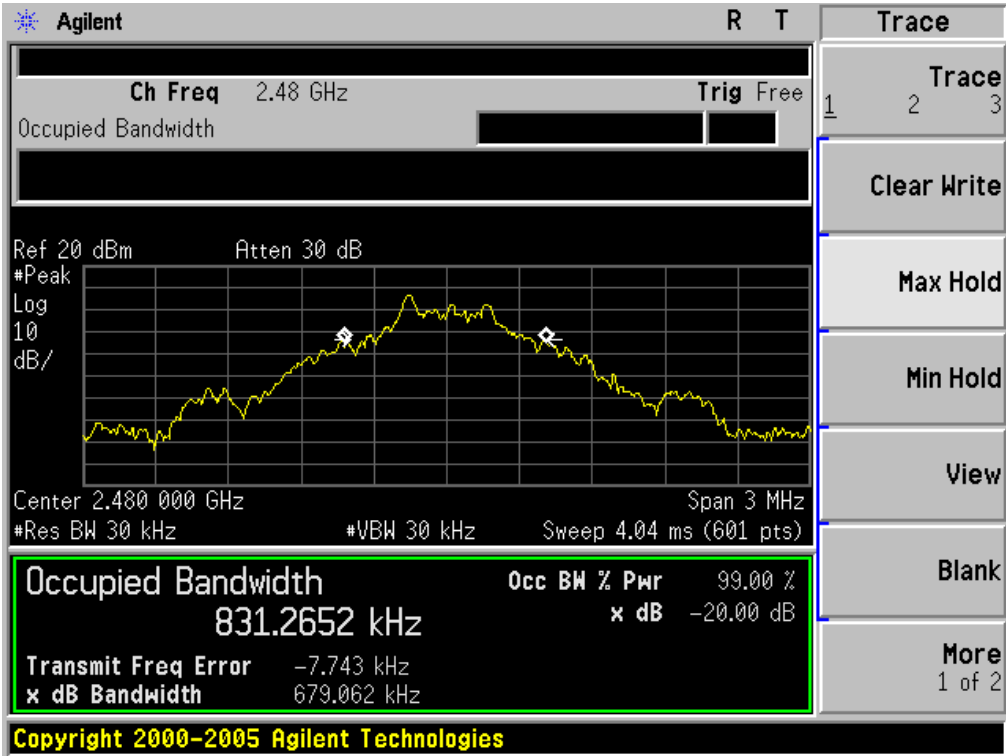 Agilent R T
Ch Freq 2.48 GHz Trig Free
Occupied Bandwidth
Ref 20 dBm Atten 30 dB
#Peak
Log
10
dB/
Center 2.480 000 GHz Span 3 MHz
#Res BW 30 kHz #VBW 30 kHz Sweep 4.04 ms (601 pts)
Occupied Bandwidth Occ BW % Pwr 99.00 %
831.2652 kHz x dB -20.00 dB
Transmit Freq Error -7.743 kHz
x dB Bandwidth 679.062 kHz
Copyright 2000-2005 Agilent Technologies
Trace
Trace
1 2 3
Clear Write
Max Hold
Min Hold
View
Blank
More
1 of 2